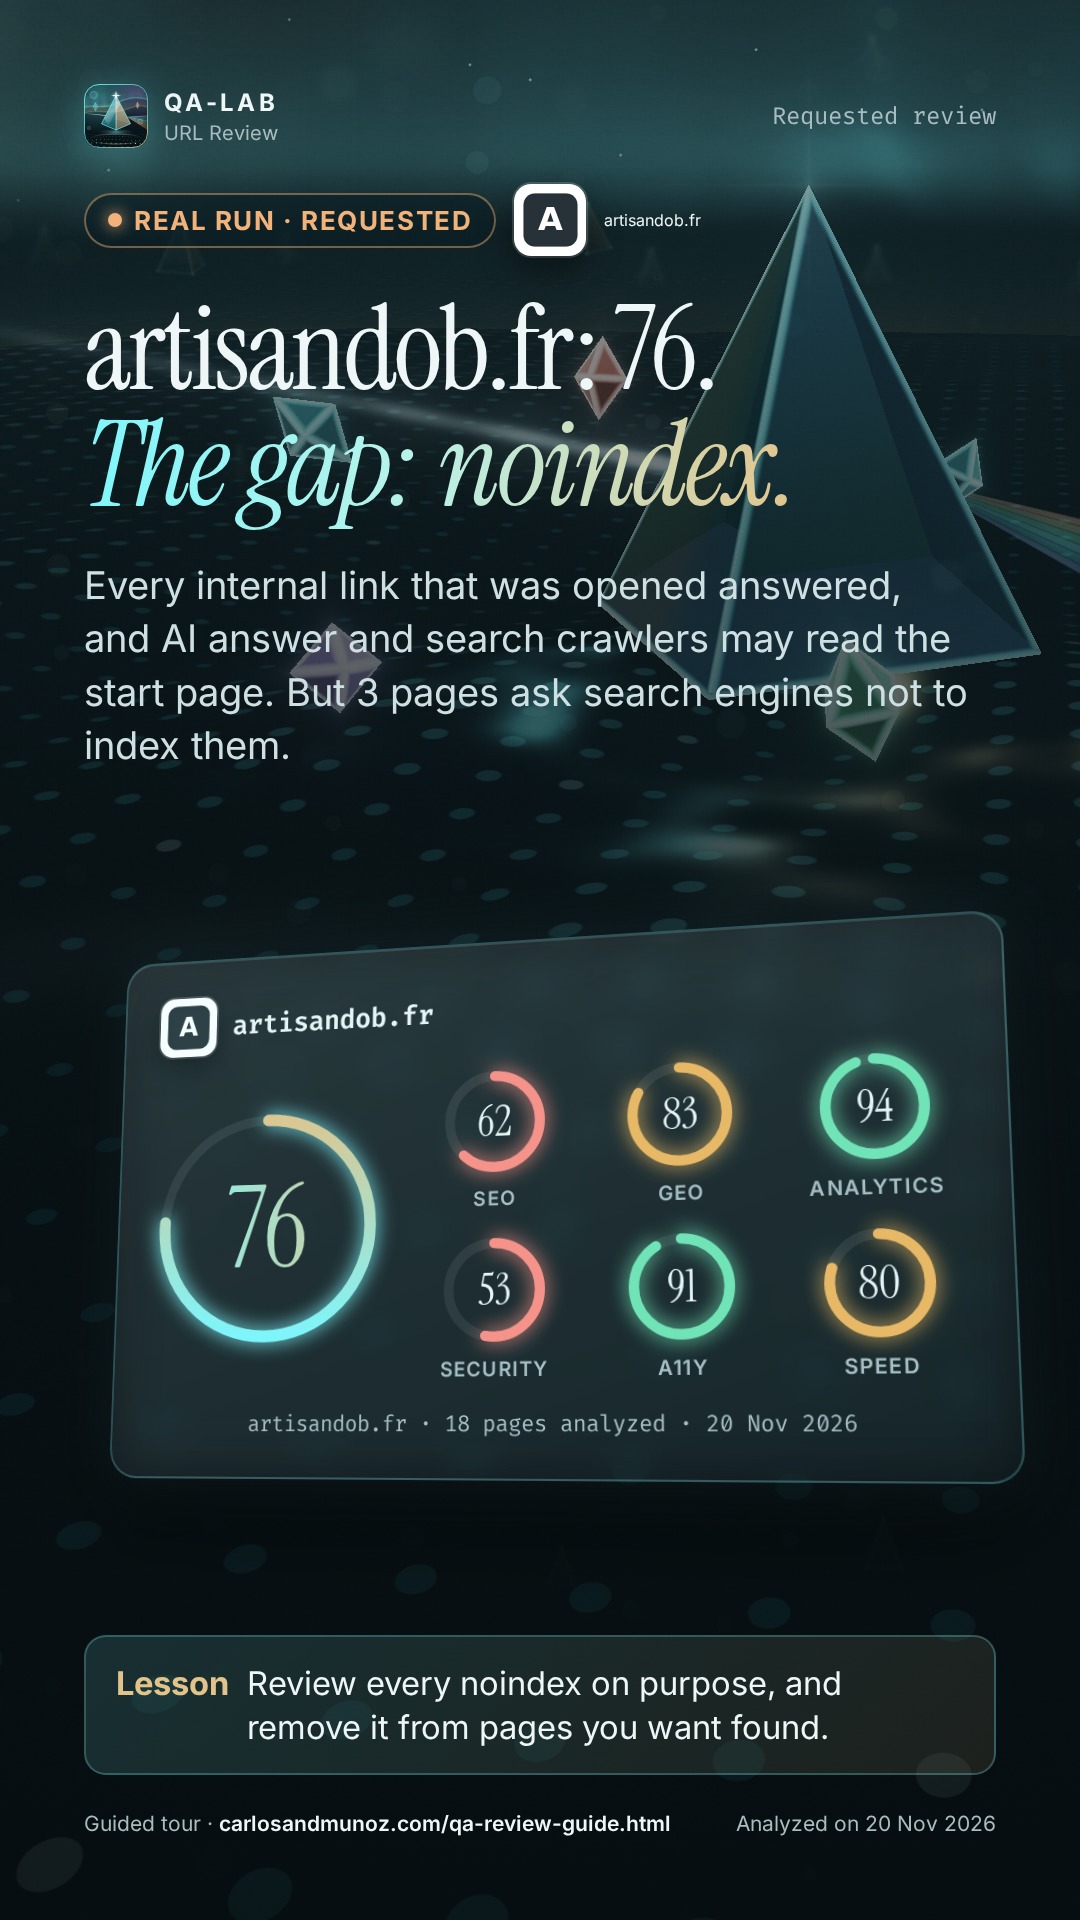 QA-LAB
URL Review
Requested review
REAL RUN · REQUESTED
A
artisandob.fr
artisandob.fr: 76.
The gap: noindex.
Every internal link that was opened answered,
and AI answer and search crawlers may read the
start page. But 3 pages ask search engines not to
index them.
A
artisandob.fr
76
62
SEO
83
GEO
94
ANALYTICS
53
SECURITY
91
A11Y
80
SPEED
artisandob.fr · 18 pages analyzed · 20 Nov 2026
Lesson Review every noindex on purpose, and
remove it from pages you want found.
Guided tour · carlosandmunoz.com/qa-review-guide.html
Analyzed on 20 Nov 2026